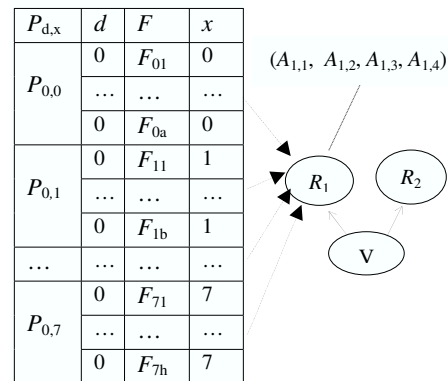 P_{d,x} d F x
P_{0,0} 0 F_{01} 0
... ... ...
0 F_{0a} 0
P_{0,1} 0 F_{11} 1
... ... ...
0 F_{1b} 1
... ... ... ...
P_{0,7} 0 F_{71} 7
... ... ...
0 F_{7h} 7
(A_{1,1}, A_{1,2}, A_{1,3}, A_{1,4})
R_1 R_2
V